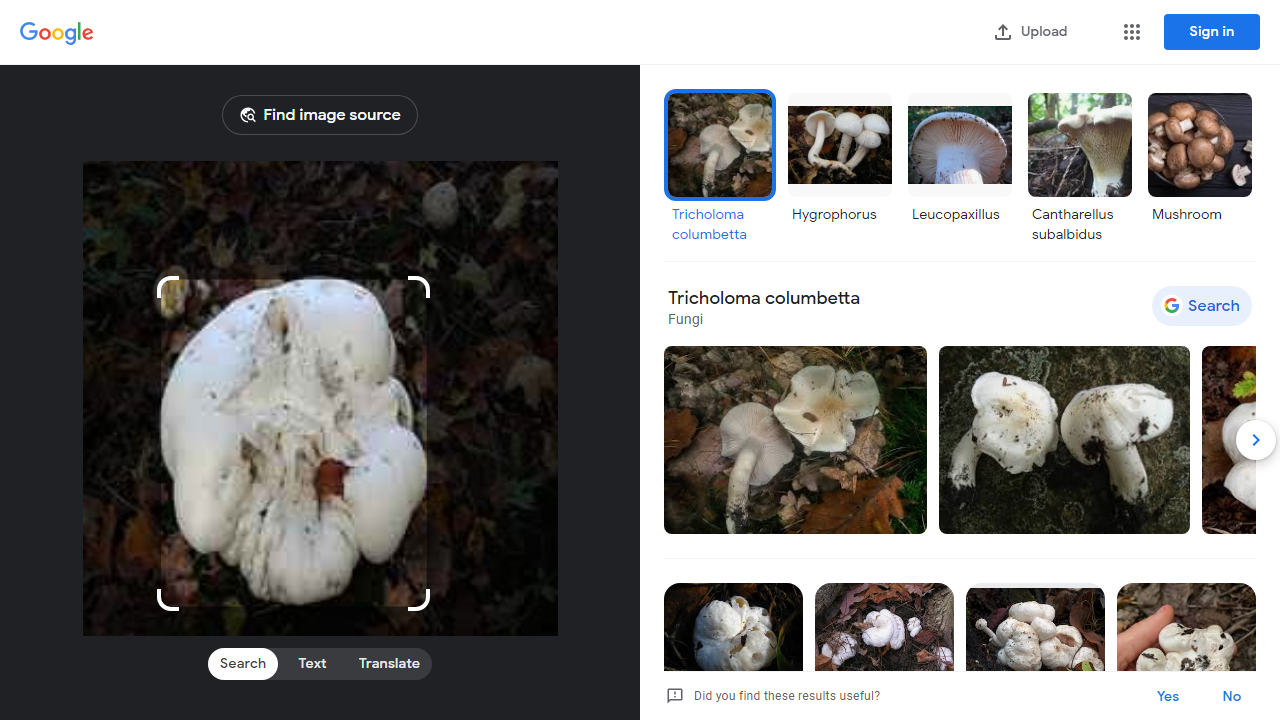 Google
Upload
Sign in
Find image source
Search
Text
Translate
Tricholoma
columbetta
Hygrophorus
Leucopaxillus
Cantharellus
subalbidus
Mushroom
Tricholoma columbetta
Fungi
Search
Did you find these results useful?
Yes
No